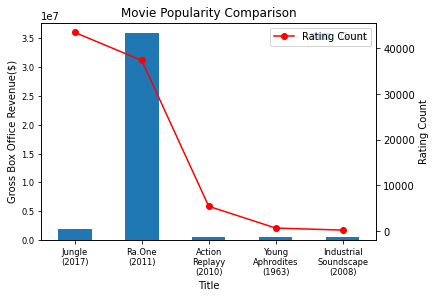 Movie Popularity Comparison
1e7
Rating Count
3.5
3.0
2.5
2.0
1.5
1.0
0.5
0.0
Gross Box Office Revenue($)
40000
30000
20000
10000
0
Rating Count
Jungle
(2017)
Ra.One
(2011)
Action
Replayy
(2010)
Young
Aphrodites
(1963)
Industrial
Soundscape
(2008)
Title